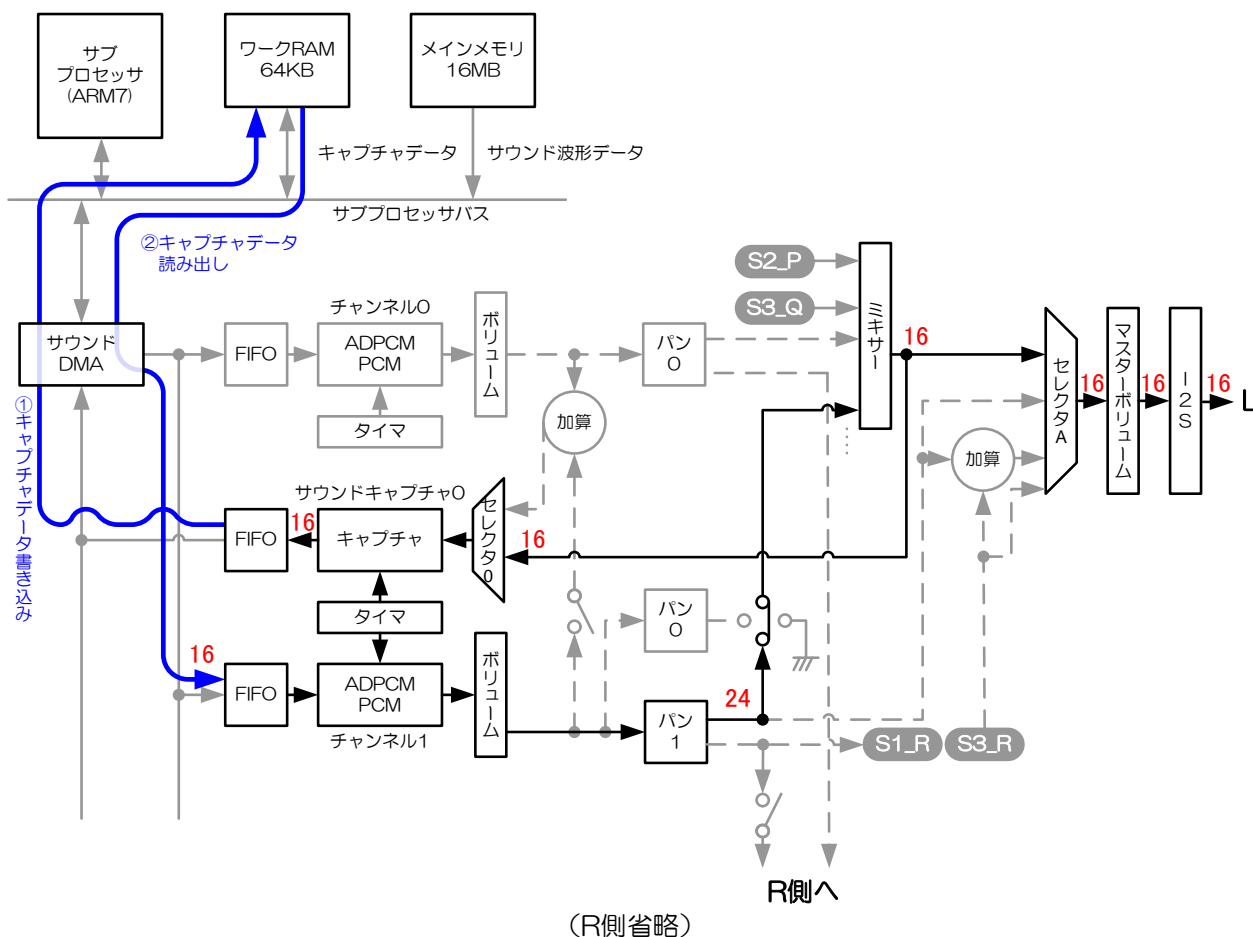 サブ
プロセッサ
(ARM7)
ワークRAM
64KB
メインメモリ
16MB
キャプチャデータ
サウンド波形データ
サブプロセッサバス
②キャプチャデータ
読み出し
S2_P
S3_Q
ミキサー
チャンネル0
ボリューム
サウンド
DMA
FIFO
ADPCM
PCM
パン
0
16
セレクタA
16
マスターボリューム
16
I2S
16
L
タイマ
加算
加算
①キャプチャデータ書き込み
サウンドキャプチャ0
セレクタ0
FIFO
16
キャプチャ
16
タイマ
パン
0
16
FIFO
ADPCM
PCM
ボリューム
24
パン
1
チャンネル1
S1_R
S3_R
R側へ
(R側省略)